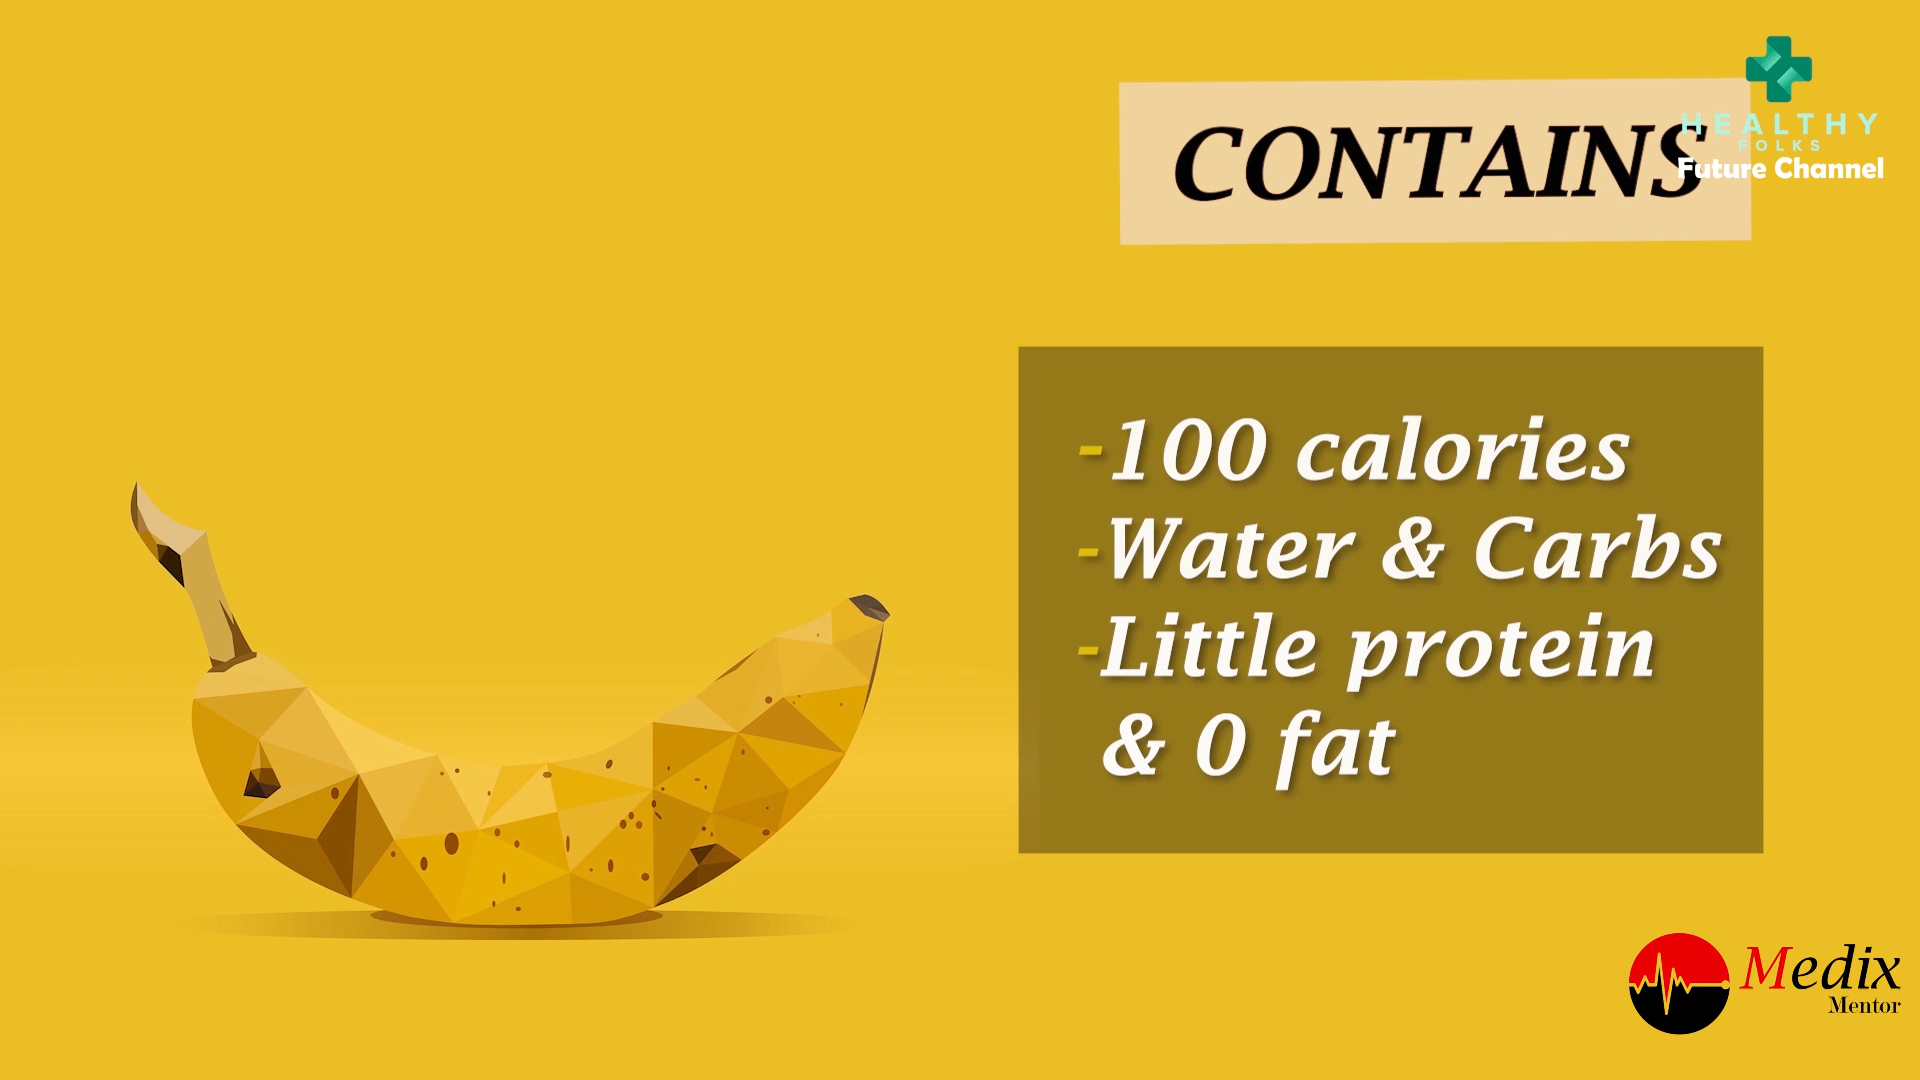 CONTAINS
HEALTHY
FOLKS
Future Channel
-100 calories
-Water & Carbs
-Little protein
& 0 fat
Medix
Mentor